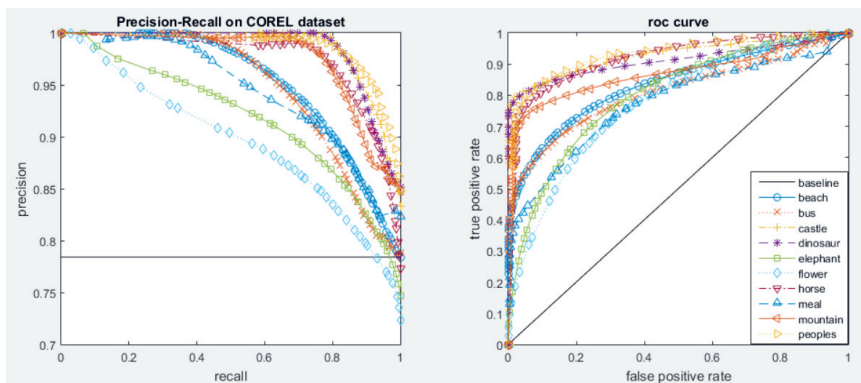 Precision-Recall on COREL dataset
1
0.95
0.9
0.85
0.8
0.75
0.7
precision
0 0.2 0.4 0.6 0.8 1
recall
roc curve
1
0.9
0.8
0.7
0.6
0.5
0.4
0.3
0.2
0.1
0
true positive rate
0 0.2 0.4 0.6 0.8 1
false positive rate
baseline
beach
bus
castle
dinosaur
elephant
flower
horse
meal
mountain
peoples